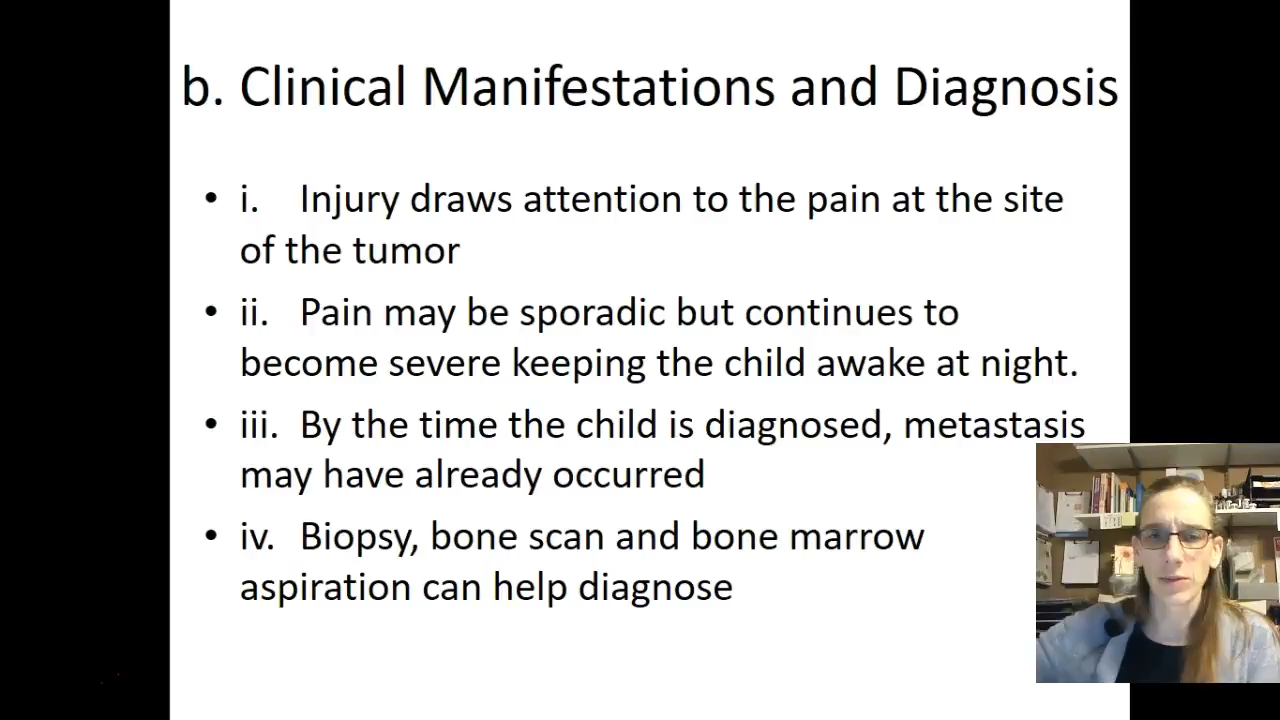 b. Clinical Manifestations and Diagnosis
• i. Injury draws attention to the pain at the site
of the tumor
• ii. Pain may be sporadic but continues to
become severe keeping the child awake at night.
• iii. By the time the child is diagnosed, metastasis
may have already occurred
• iv. Biopsy, bone scan and bone marrow
aspiration can help diagnose